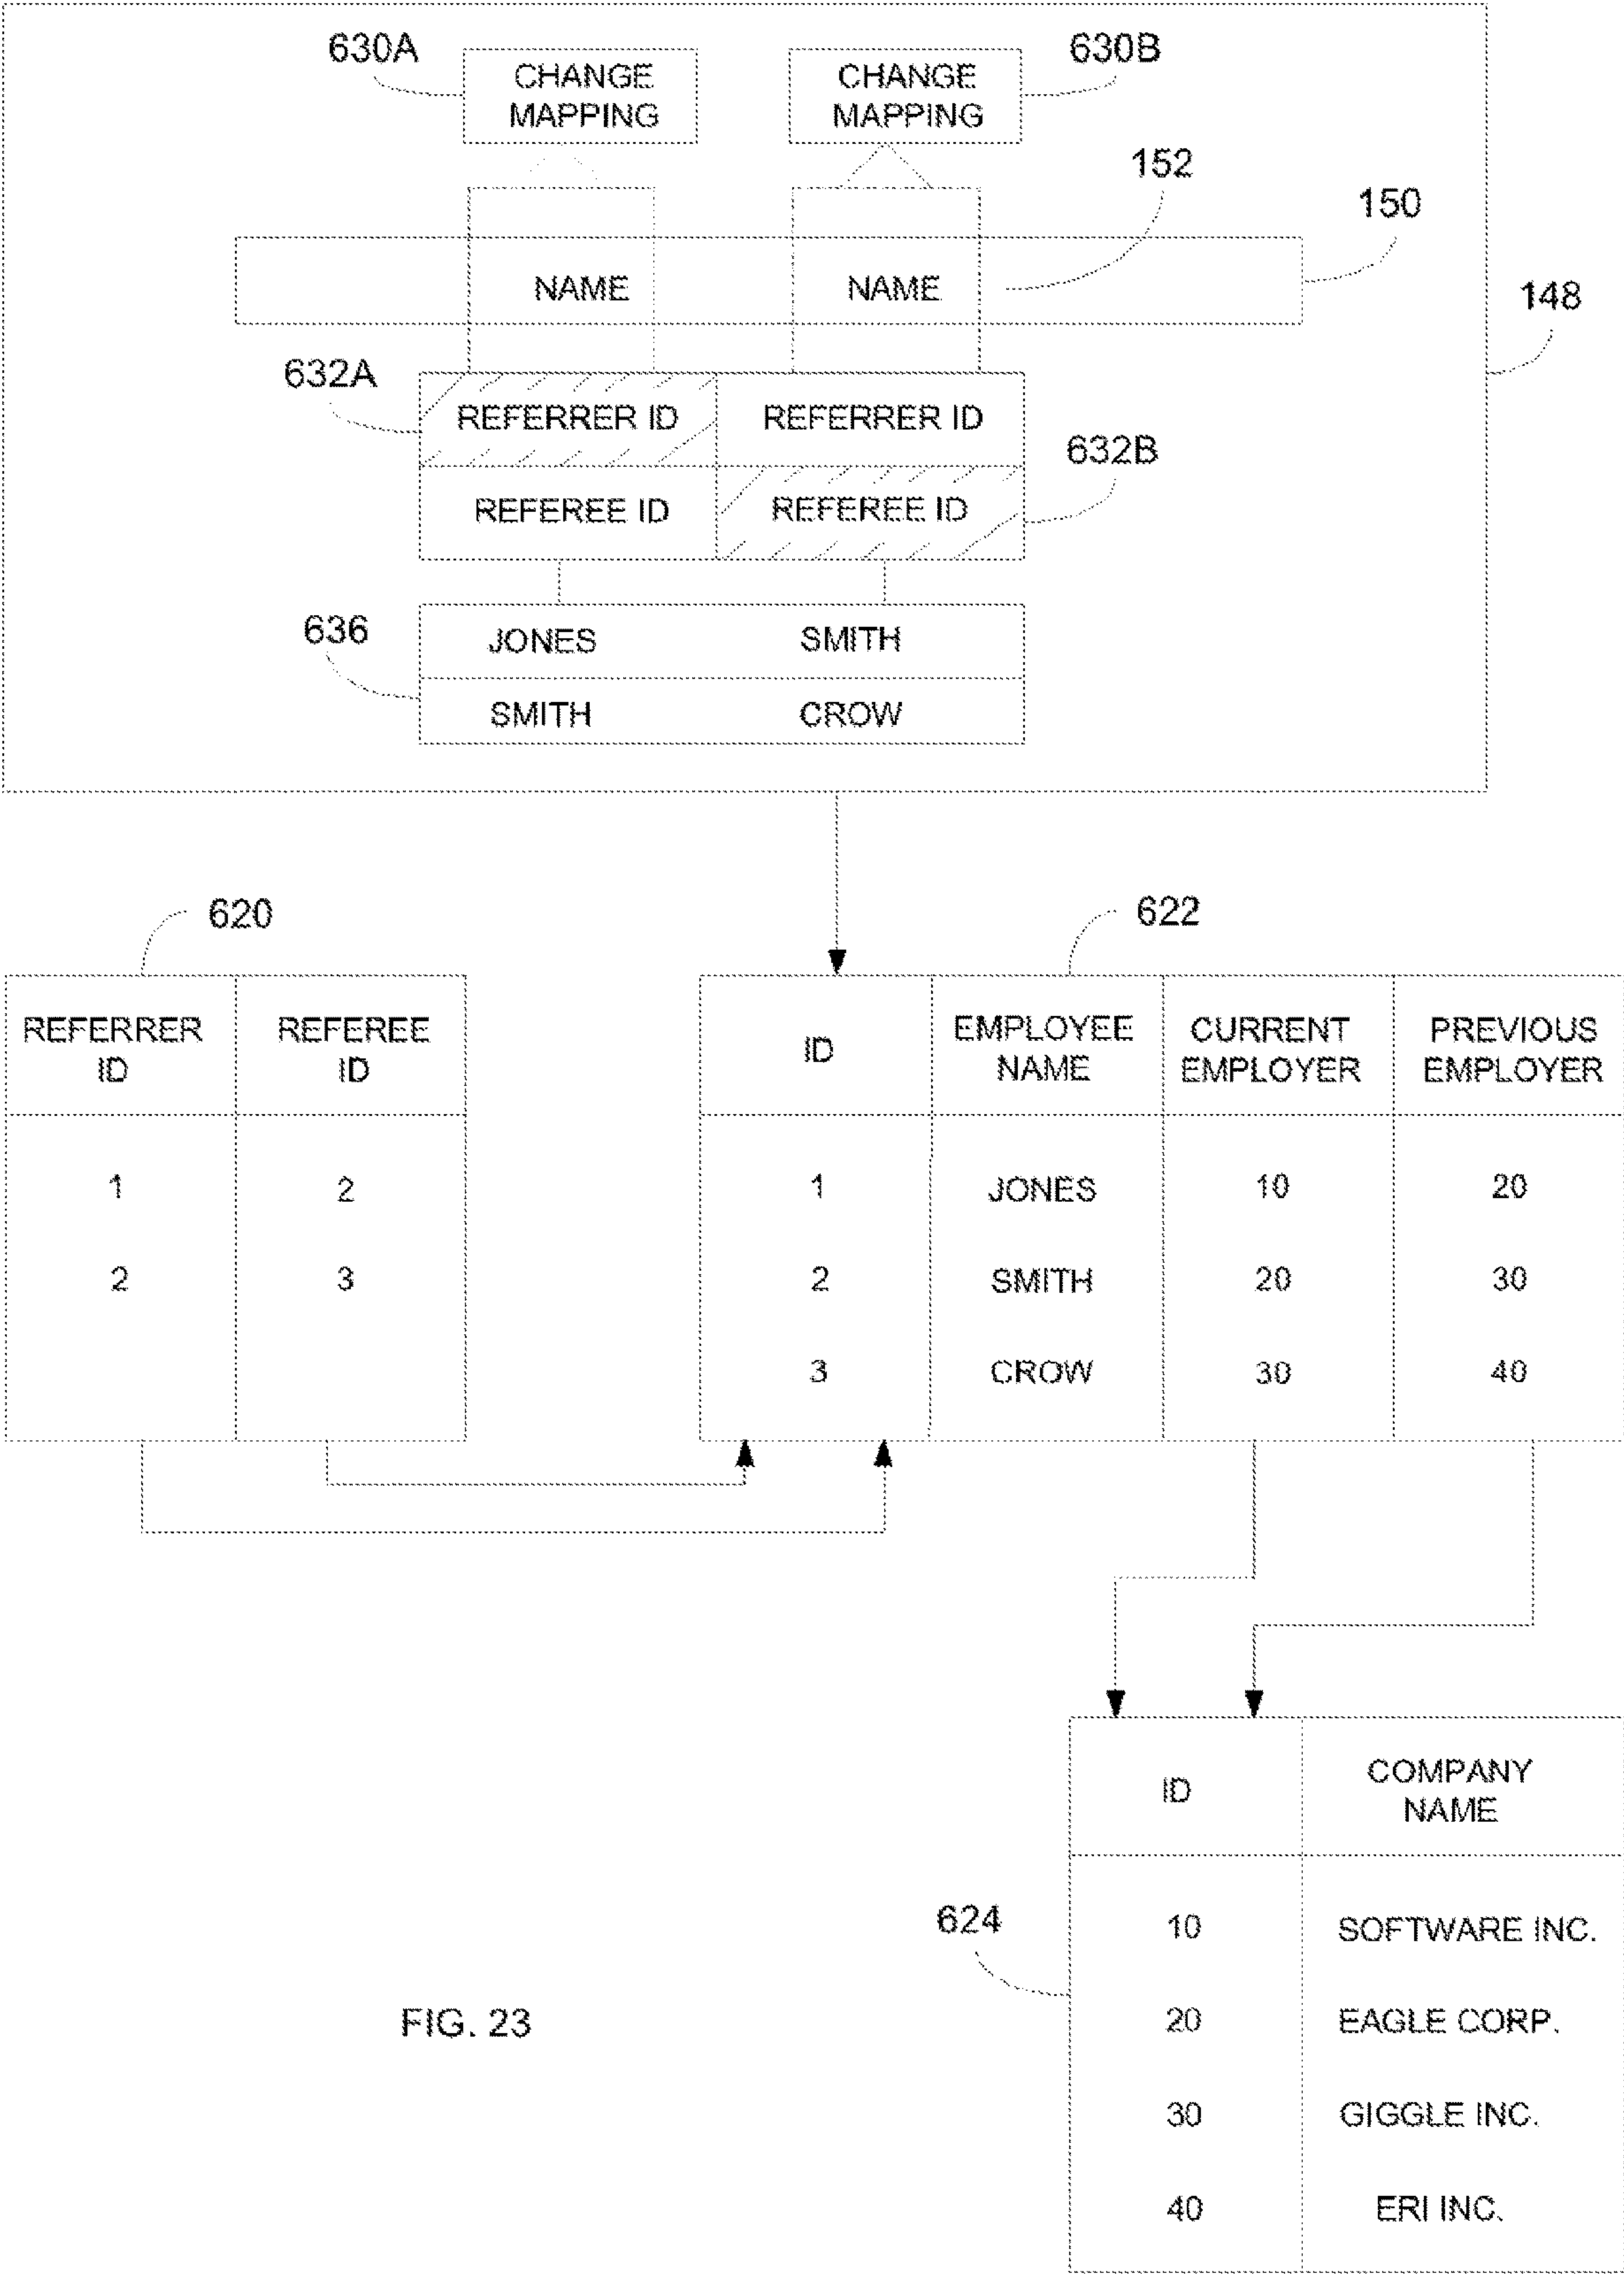 630A
CHANGE
MAPPING
CHANGE
MAPPING
630B
152
150
148
NAME
NAME
632A
REFERRER ID
REFERRER ID
632B
REFEREE ID
REFEREE ID
636
JONES
SMITH
SMITH
CROW
620
622
REFERRER
ID
REFEREE
ID
1
2
2
3
ID
EMPLOYEE
NAME
CURRENT
EMPLOYER
PREVIOUS
EMPLOYER
1
JONES
10
20
2
SMITH
20
30
3
CROW
30
40
ID
COMPANY
NAME
624
10
SOFTWARE INC.
20
EAGLE CORP.
30
GIGGLE INC.
40
ERI INC.
FIG. 23